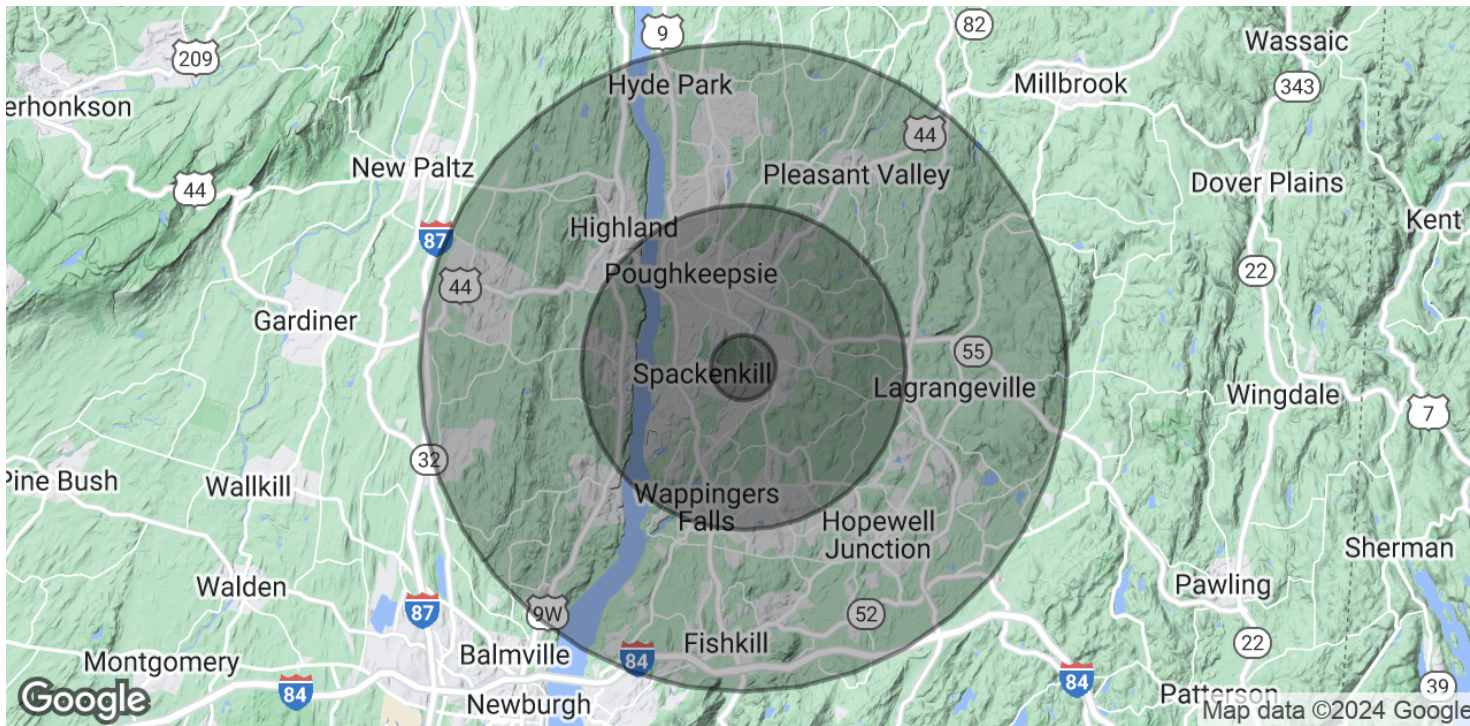 9
82
Wassaic
209
Hyde Park
Millbrook
343
erhonkson
44
New Paltz
Pleasant Valley
44
Dover Plains
Highland
Kent
87
Poughkeepsie
22
44
Gardiner
55
Spackenkill
Lagrangeville
Wingdale
7
32
Pine Bush
Wallkill
Wappingers
Falls
Hopewell
Junction
Sherman
Walden
Pawling
87
9W
52
Fishkill
22
Balmville
84
Montgomery
84
84
Newburgh
Patterson
39
Google
Map data ©2024 Google